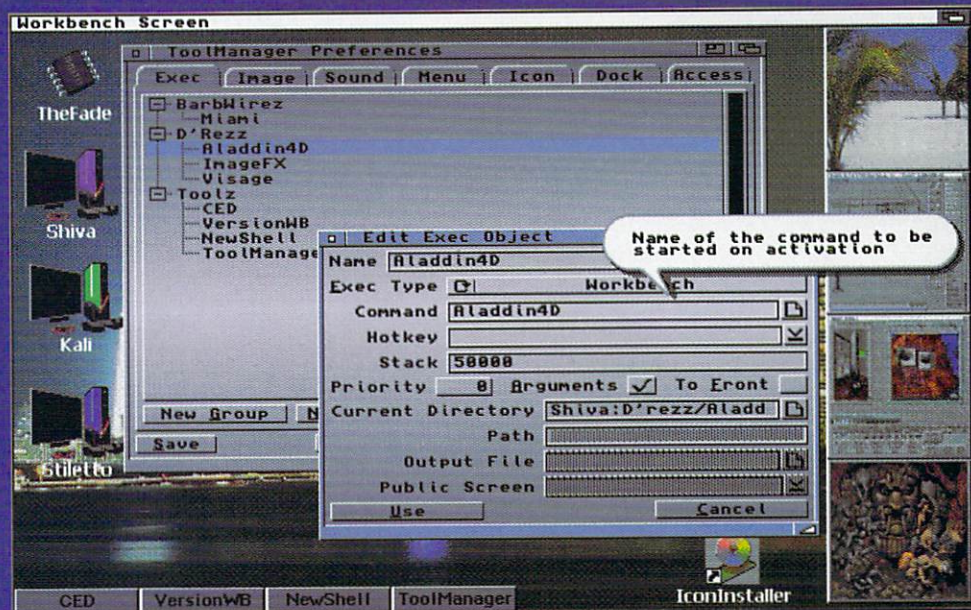 Workbench Screen
TheFade
Shiva
Kali
Stiletto
ToolManager Preferences
Exec Image Sound Menu Icon Dock Access
BarbWirez
Miami
D'Rezz
Aladdin4D
ImageFX
Visage
Toolz
CED
VersionWB
NewShell
ToolManage
New Group N
Save
Edit Exec Object
Name of the command to be
started on activation
Name Aladdin4D
Exec Type Workbench
Command Aladdin4D
Hotkey
Stack 50000
Priority 0 Arguments To Front
Current Directory Shiva:D'rezz/Aladd
Path
Output File
Public Screen
Use Cancel
IconInstaller
CED VersionWB NewShell ToolManager